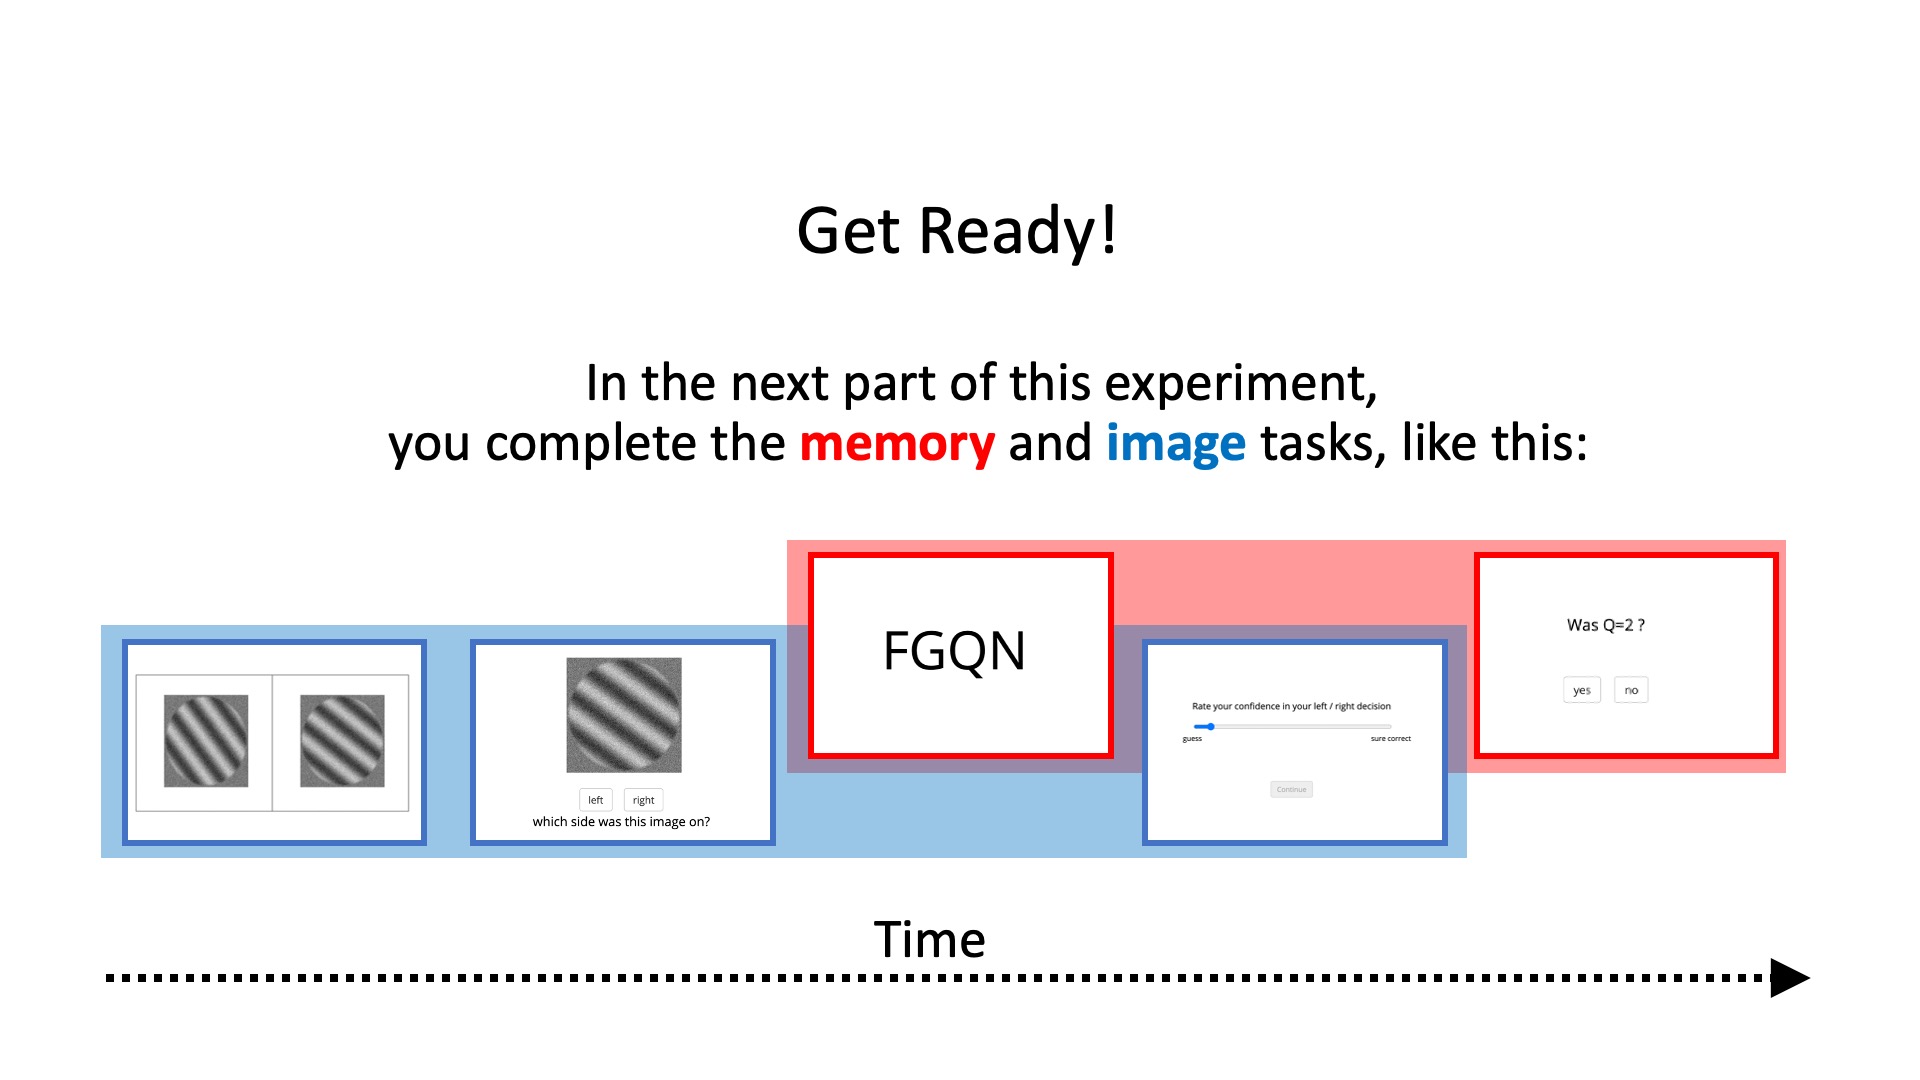 Get Ready!
In the next part of this experiment,
you complete the memory and image tasks, like this:
which side was this image on?
left right
FGQN
Rate your confidence in your left / right decision
guess sure correct
Continue
Was Q=2 ?
yes no
Time